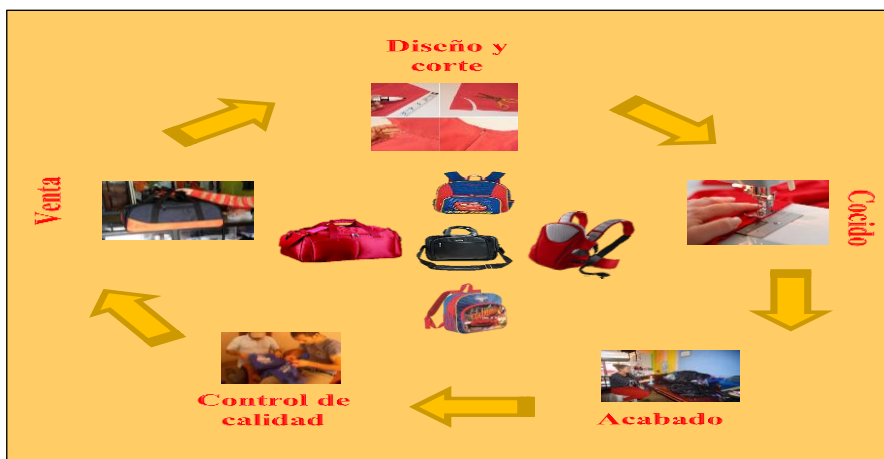 Diseño y
corte
Venta
Cocido
Control de
calidad
Acabado